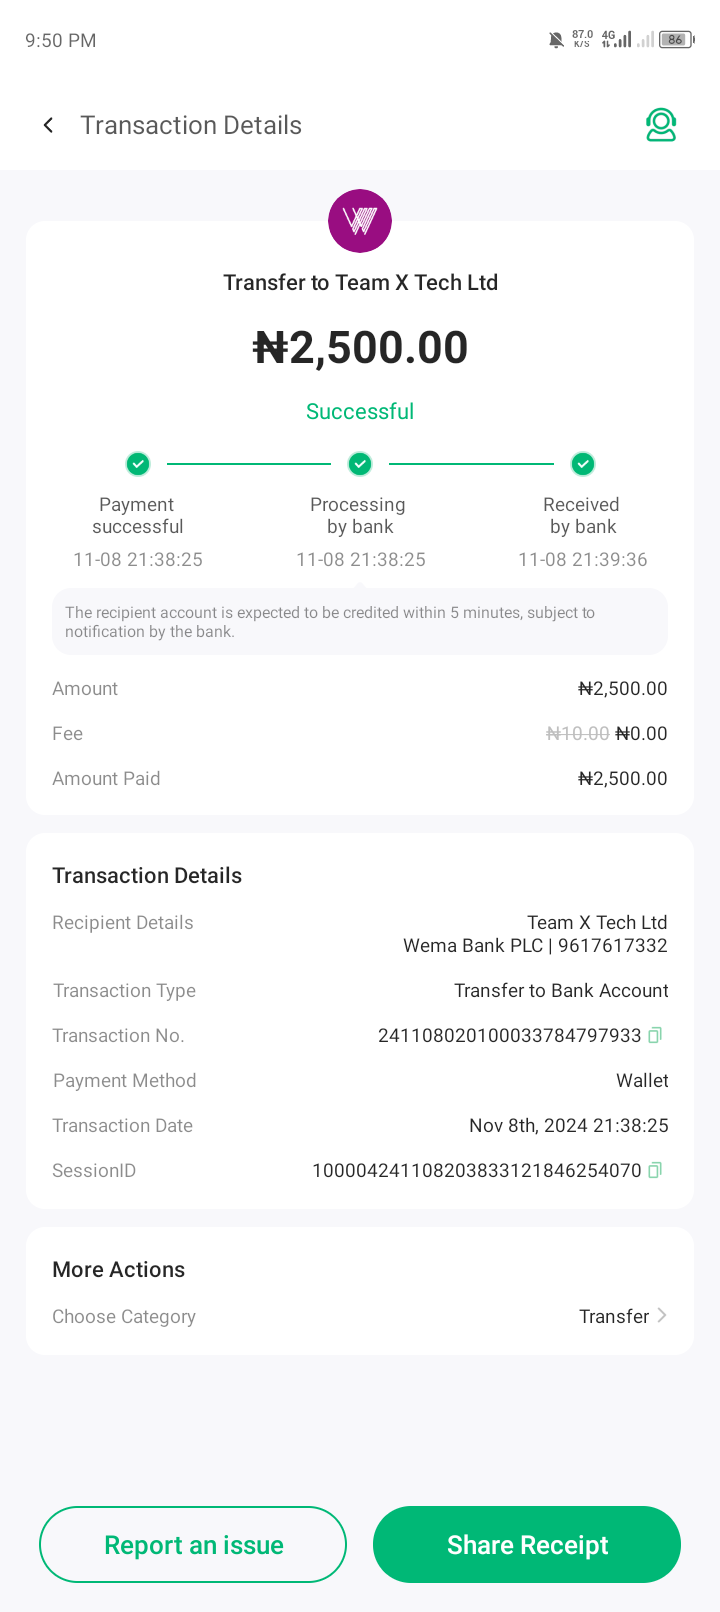 9:50 PM
87.0
K/S
4G
86
Transaction Details
Transfer to Team X Tech Ltd
₦2,500.00
Successful
Payment successful
Processing by bank
Received by bank
11-08 21:38:25
11-08 21:38:25
11-08 21:39:36
The recipient account is expected to be credited within 5 minutes, subject to
notification by the bank.
Amount ₦2,500.00
Fee ₦10.00 ₦0.00
Amount Paid ₦2,500.00
Transaction Details
Recipient Details Team X Tech Ltd
Wema Bank PLC | 9617617332
Transaction Type Transfer to Bank Account
Transaction No. 241108020100033784797933
Payment Method Wallet
Transaction Date Nov 8th, 2024 21:38:25
SessionID 100004241108203833121846254070
More Actions
Choose Category Transfer
Report an issue
Share Receipt